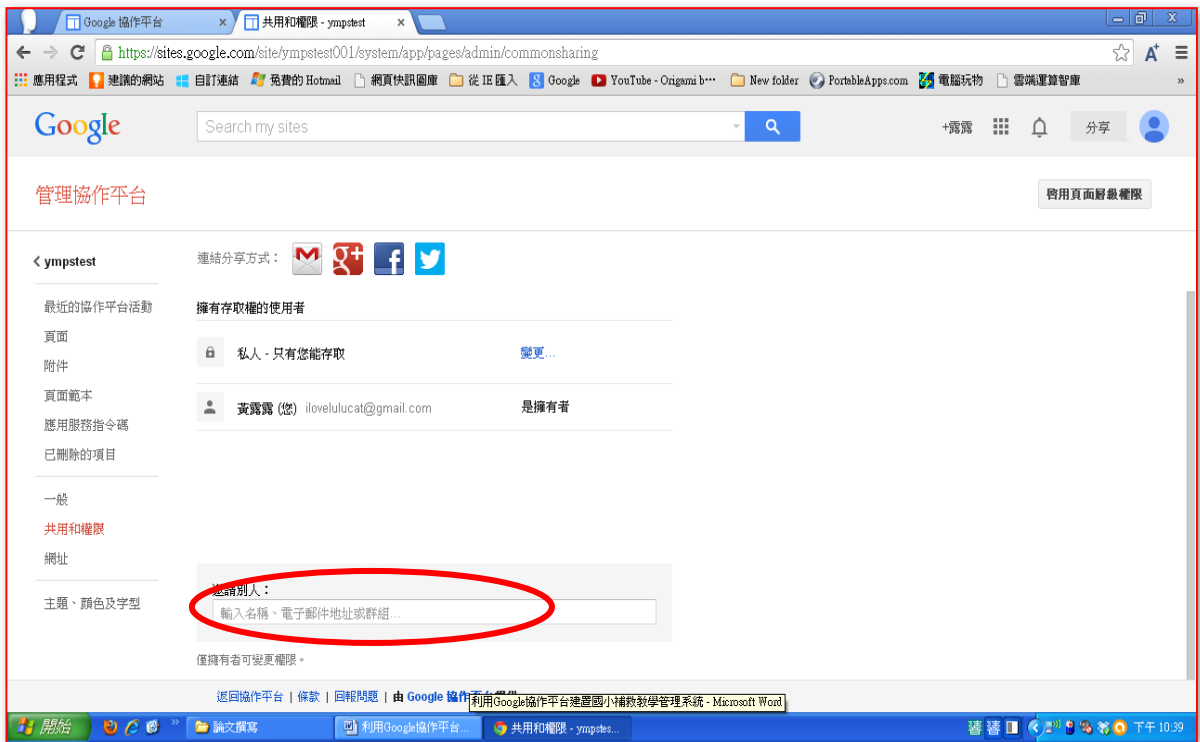 Google 協作平台
共用和權限 - ympstest
https://sites.google.com/site/ympstest001/system/app/pages/admin/commonsharing
應用程式 建議的網站 自訂連結 免費的 Hotmail 網頁快訊圖庫 從 IE 匯入 Google YouTube - Origami b… New folder PortableApps.com 電腦玩物 雲端運算智庫 »
Google
Search my sites
+露露
分享
管理協作平台
啓用頁面層級權限
ympstest
最近的協作平台活動
頁面
附件
頁面範本
應用服務指令碼
已刪除的項目
一般
共用和權限
網址
主題、顏色及字型
連結分享方式：
擁有存取權的使用者
私人 - 只有您能存取
變更...
黃露露 (您) ilovelulucat@gmail.com
是擁有者
邀請別人：
輸入名稱、電子郵件地址或群組...
僅擁有者可變更權限。
返回協作平台 | 條款 | 回報問題 | 由 Google 協作平台提供
利用Google協作平台建置國小補救教學管理系統 - Microsoft Word
開始
論文撰寫
利用Google協作平台...
共用和權限 - ympstes...
下午 10:39